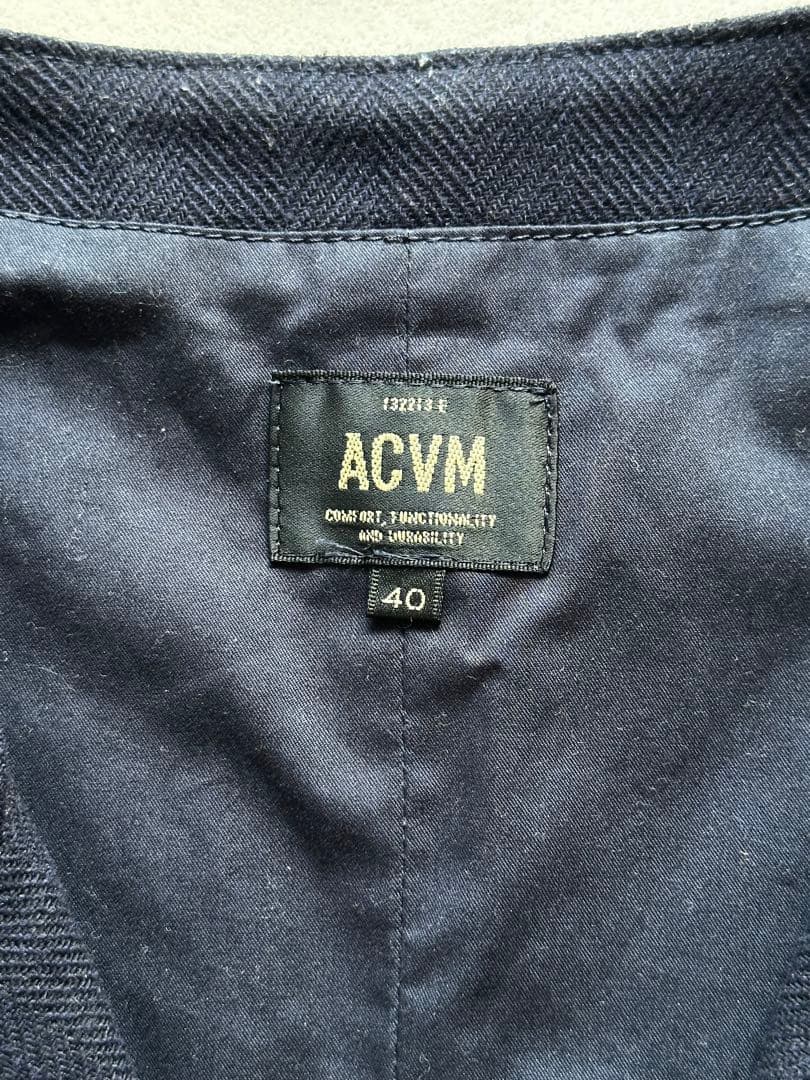 132213-E
ACVM
COMFORT, FUNCTIONALITY
AND DURABILITY
40